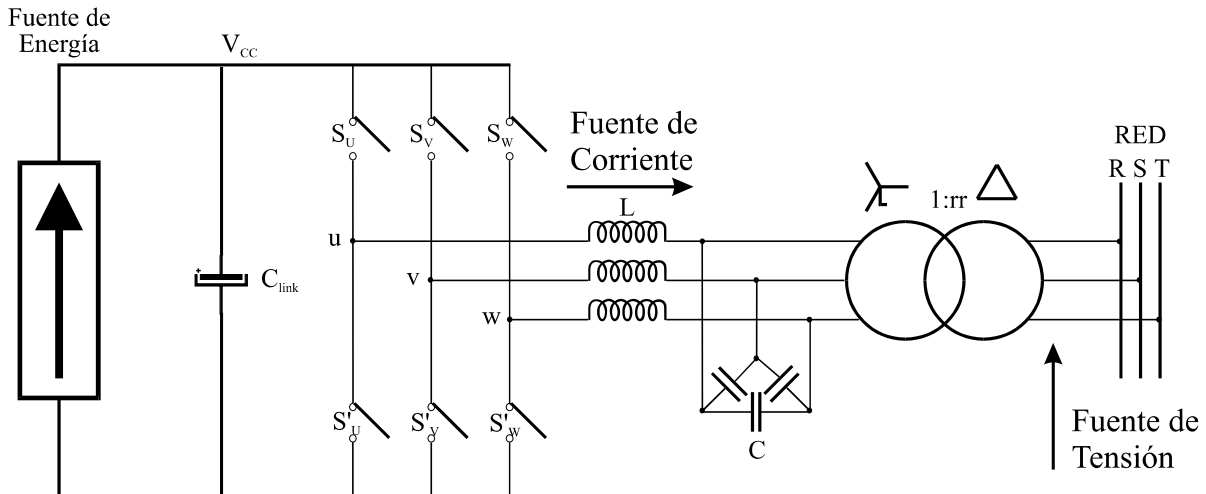 Fuente de
Energía
V_CC
C_link
S_U
S_V
S_W
Fuente de
Corriente
L
u
v
w
S'_U
S'_V
S'_W
C
1:rr
RED
R S T
Fuente de
Tensión